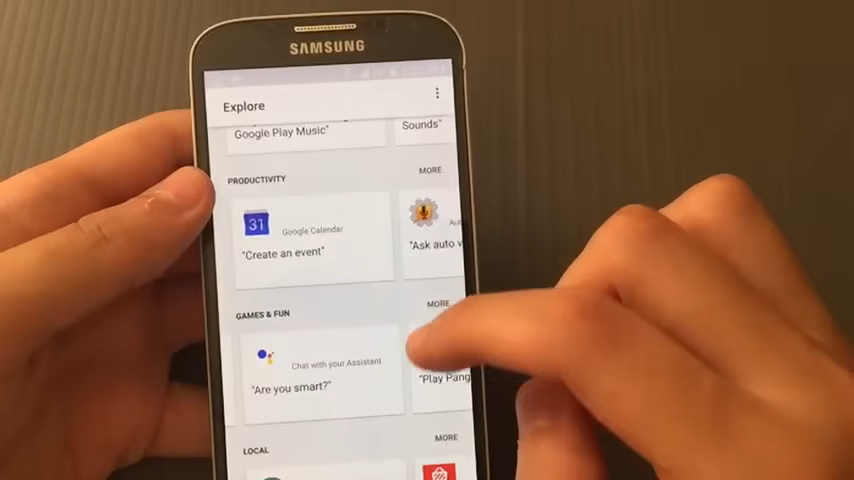 SAMSUNG
Explore
Google Play Music"
Sounds"
PRODUCTIVITY
MORE
31
Google Calendar
"Create an event"
"Ask auto v
GAMES & FUN
MORE
Chat with your Assistant
"Are you smart?"
"Play Pang
LOCAL
MORE